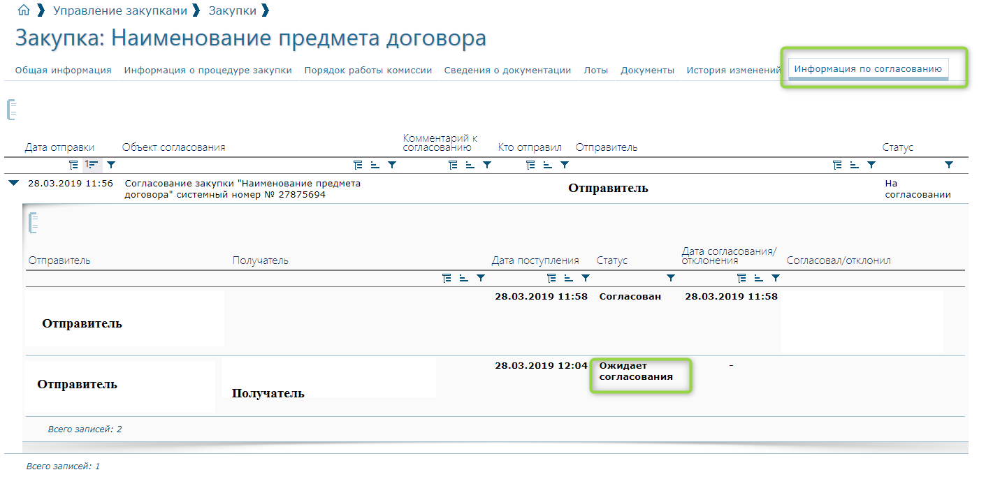 Управление закупками Закупки
Закупка: Наименование предмета договора
Общая информация Информация о процедуре закупки Порядок работы комиссии Сведения о документации Лоты Документы История изменений Информация по согласованию
Дата отправки Объект согласования Комментарий к согласованию Кто отправил Отправитель Статус
1
28.03.2019 11:56 Согласование закупки "Наименование предмета Отправитель На
договора" системный номер № 27875694 согласовании
Отправитель Получатель Дата поступления Статус Дата согласования/ отклонения Согласовал/отклонил
28.03.2019 11:58 Согласован 28.03.2019 11:58
Отправитель
28.03.2019 12:04 Ожидает -
согласования
Отправитель
Получатель
Всего записей: 2
Всего записей: 1